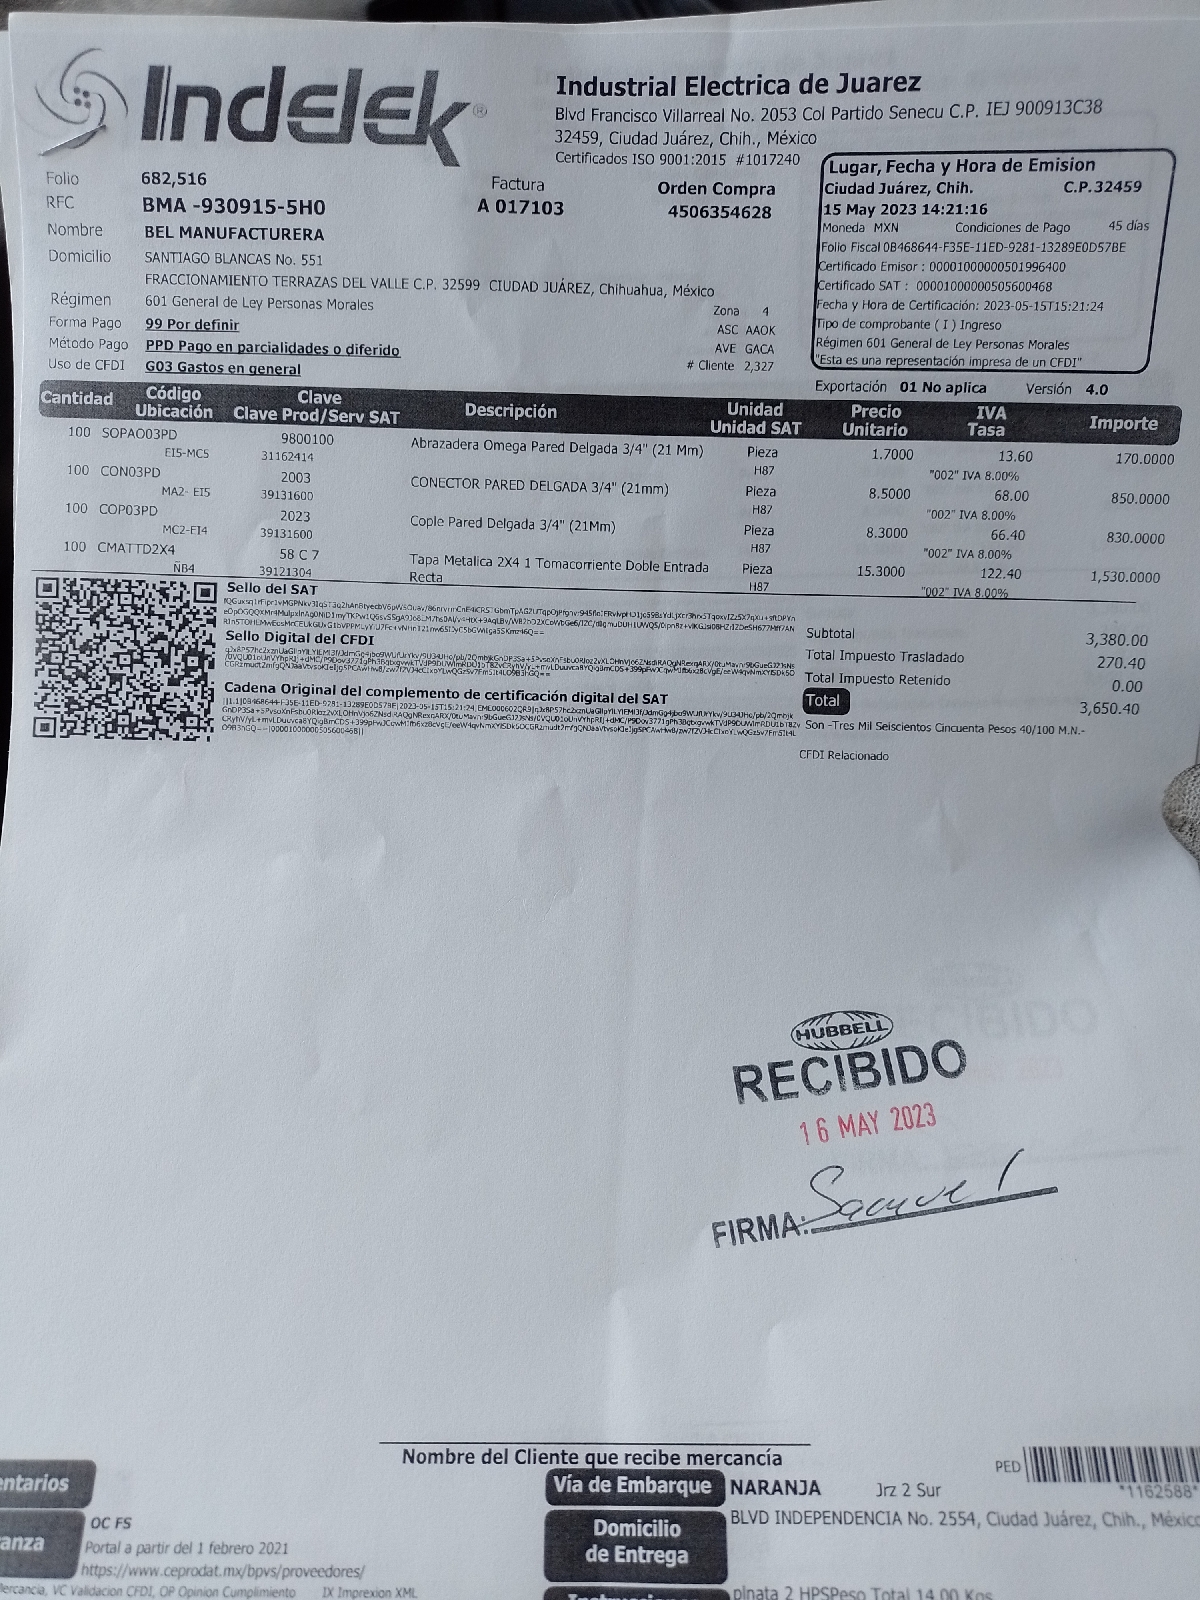 Indelek®
Industrial Electrica de Juarez
Blvd Francisco Villarreal No. 2053 Col Partido Senecu C.P. IEJ 900913C38
32459, Ciudad Juárez, Chih., México
Certificados ISO 9001:2015 #1017240
Folio 682,516
RFC BMA -930915-5H0
Factura
A 017103
Orden Compra
4506354628
Nombre BEL MANUFACTURERA
Domicilio SANTIAGO BLANCAS No. 551
FRACCIONAMIENTO TERRAZAS DEL VALLE C.P. 32599 CIUDAD JUÁREZ, Chihuahua, México
Régimen 601 General de Ley Personas Morales
Forma Pago 99 Por definir
Método Pago PPD Pago en parcialidades o diferido
Uso de CFDI G03 Gastos en general
Zona 4
ASC AAOK
AVE GACA
# Cliente 2,327
Lugar, Fecha y Hora de Emision
Ciudad Juárez, Chih. C.P. 32459
15 May 2023 14:21:16
Moneda MXN Condiciones de Pago 45 días
Folio Fiscal 0B468644-F35E-11ED-9281-13289E0D57BE
Certificado Emisor : 00001000000501996400
Certificado SAT : 00001000000505600468
Fecha y Hora de Certificación: 2023-05-15T15:21:24
Tipo de comprobante ( I ) Ingreso
Régimen 601 General de Ley Personas Morales
"Esta es una representación impresa de un CFDI"
Exportación 01 No aplica Versión 4.0
Cantidad Código Ubicación Clave Clave Prod/Serv SAT Descripción Unidad Unidad SAT Precio Unitario IVA Tasa Importe
100 SOPAO03PD 9800100 Abrazadera Omega Pared Delgada 3/4" (21 Mm) Pieza 1.7000 13.60 170.0000
EI5-MC5 31162414 H87 "002" IVA 8.00%
100 CON03PD 2003 CONECTOR PARED DELGADA 3/4" (21mm) Pieza 8.5000 68.00 850.0000
MA2- EI5 39131600 H87 "002" IVA 8.00%
100 COP03PD 2023 Cople Pared Delgada 3/4" (21Mm) Pieza 8.3000 66.40 830.0000
MC2-EI4 39131600 H87 "002" IVA 8.00%
100 CMATTD2X4 58 C 7 Tapa Metalica 2X4 1 Tomacorriente Doble Entrada Pieza 15.3000 122.40 1,530.0000
ÑB4 39121304 Recta H87 "002" IVA 8.00%
Sello del SAT
Sello Digital del CFDI
Cadena Original del complemento de certificación digital del SAT
Subtotal 3,380.00
Total Impuesto Trasladado 270.40
Total Impuesto Retenido 0.00
Total 3,650.40
Son -Tres Mil Seiscientos Cincuenta Pesos 40/100 M.N.-
CFDI Relacionado
HUBBELL
RECIBIDO
16 MAY 2023
FIRMA: Samuel
Nombre del Cliente que recibe mercancía
PED
*1162588*
Vía de Embarque NARANJA Jrz 2 Sur
Domicilio de Entrega BLVD INDEPENDENCIA No. 2554, Ciudad Juárez, Chih., México
entarios
anza
OC FS
Portal a partir del 1 febrero 2021
https://www.ceprodat.mx/bpvs/proveedores/
ercancia, VC Validacion CFDI, OP Opinion Cumplimiento IX Imprexion XML
plnata 2 HPSPeso Total 14.00 Kgs